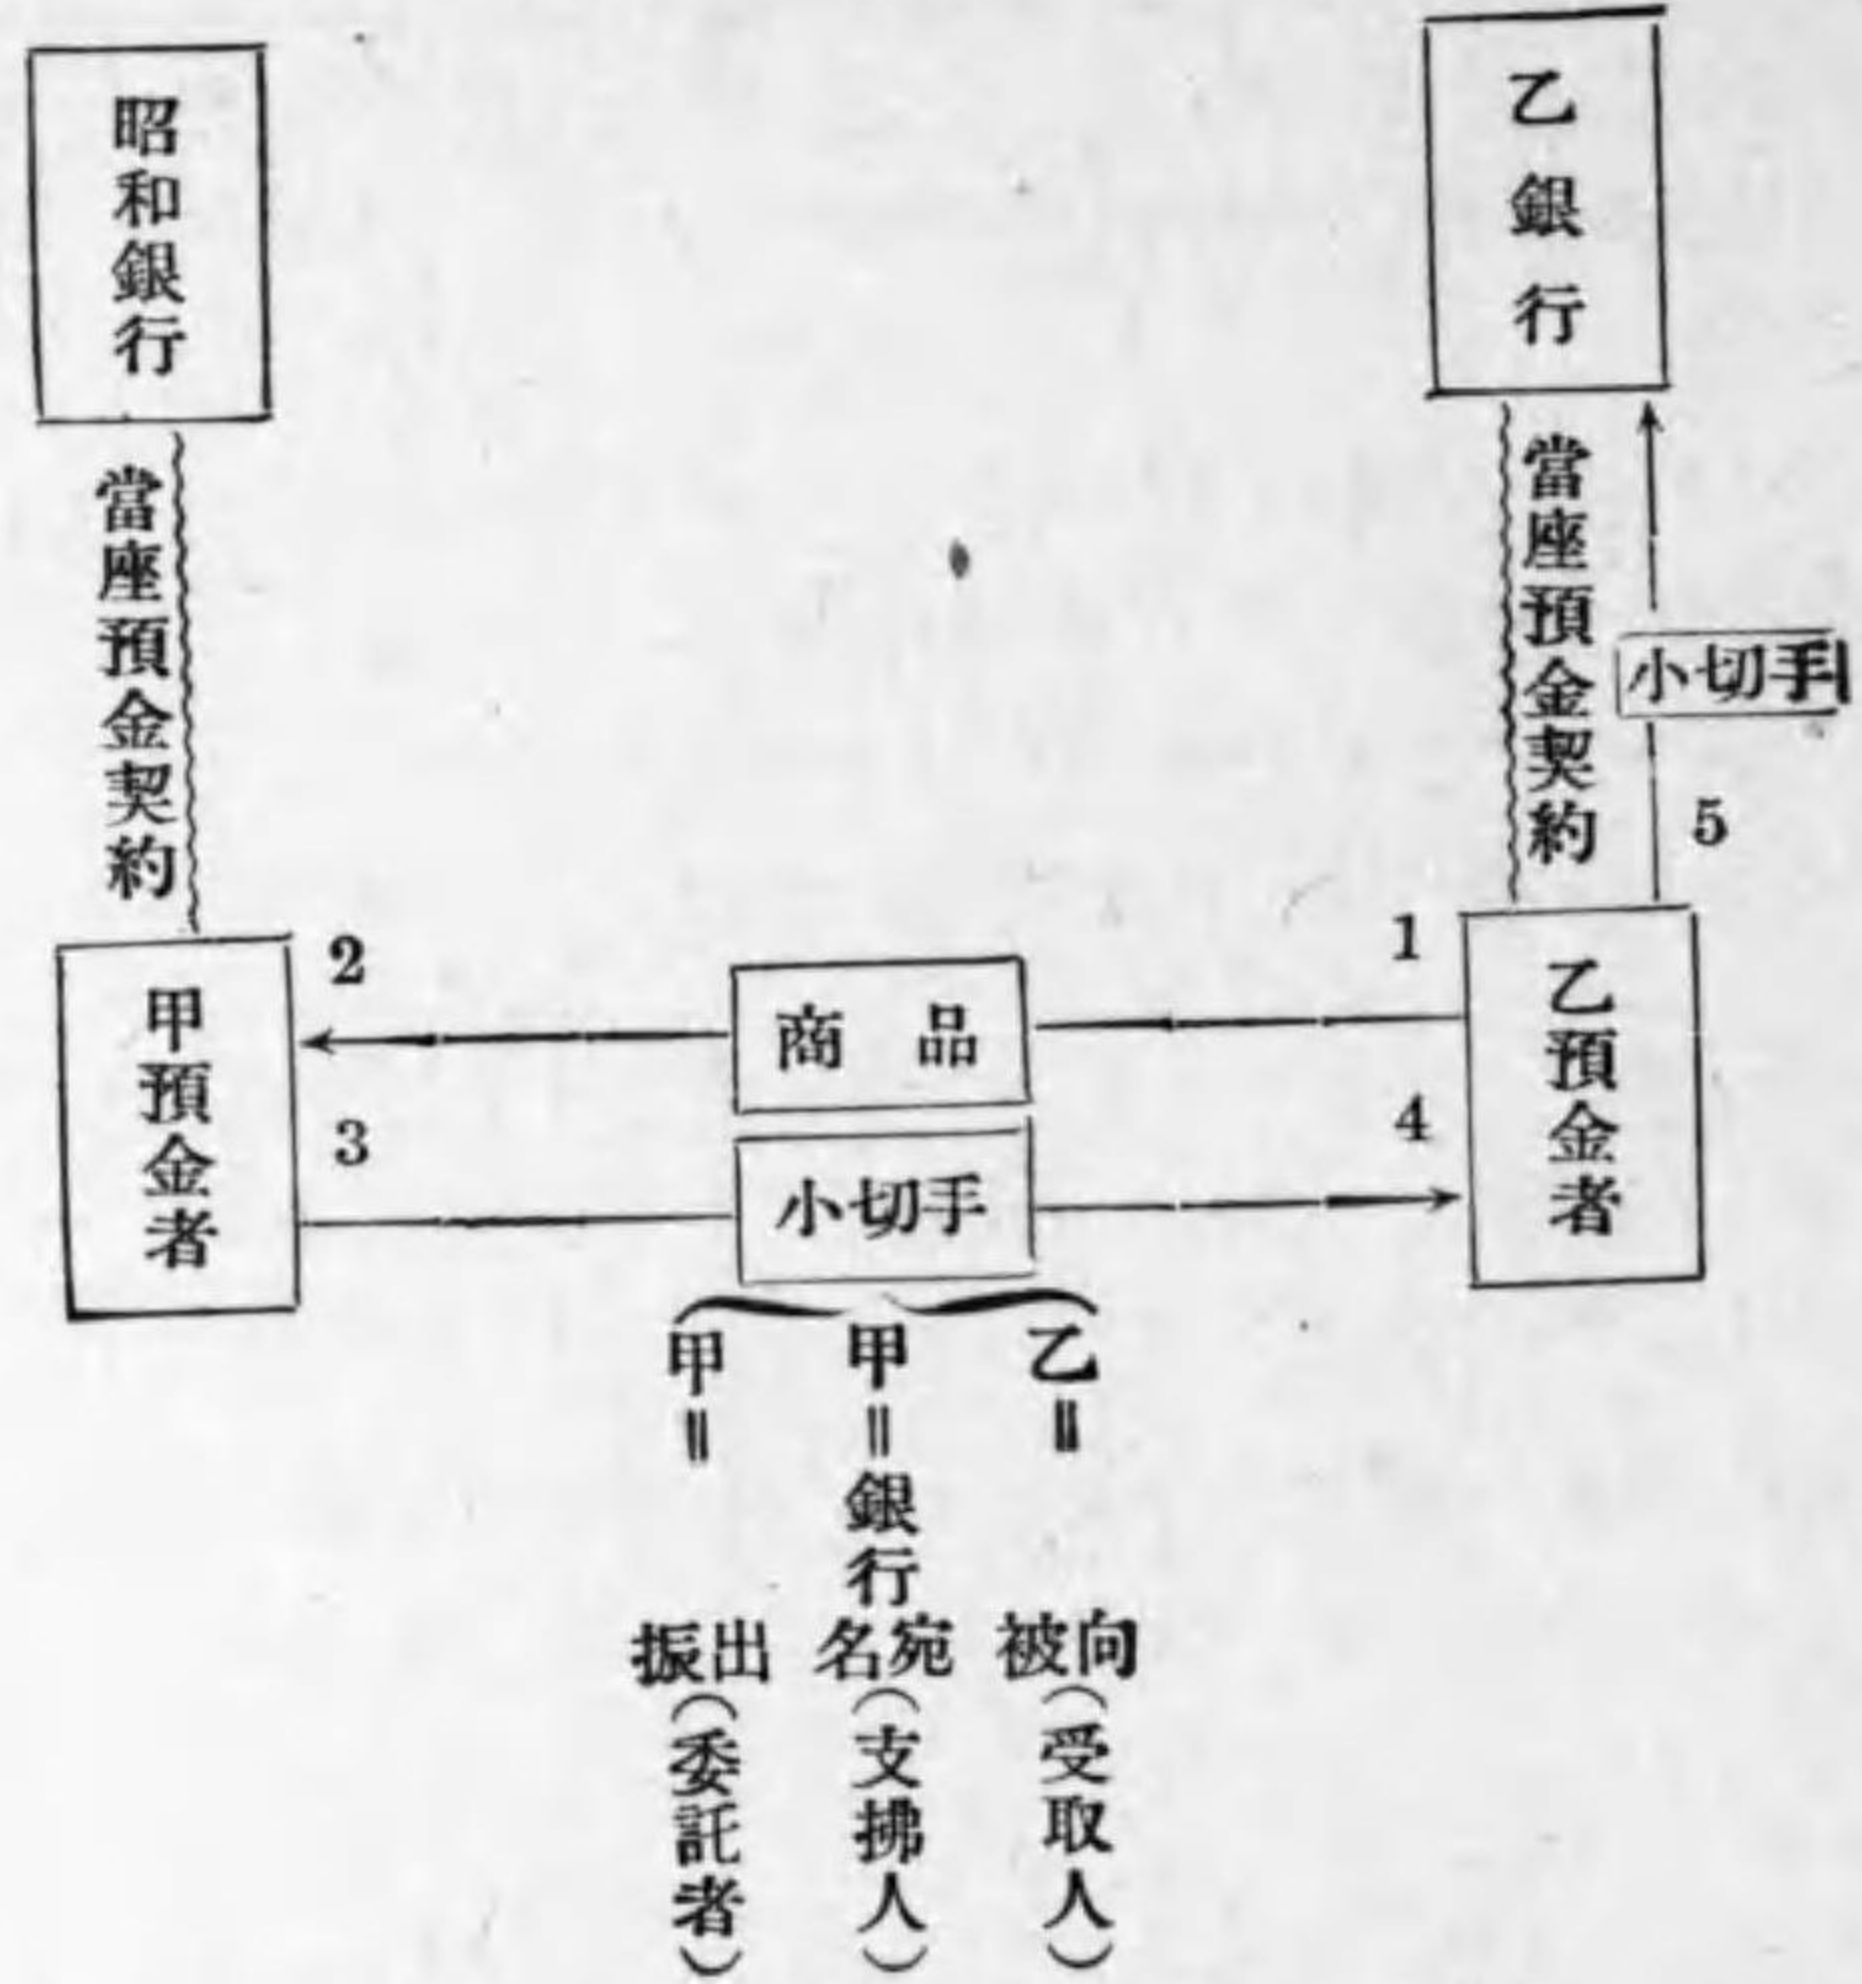 乙銀行
昭和銀行
當座預金契約
小切手
5
當座預金契約
乙預金者
1
4
商品
小切手
2
3
甲預金者
乙＝被向（受取人）
甲＝銀行名宛（支拂人）
甲＝振出（委託者）